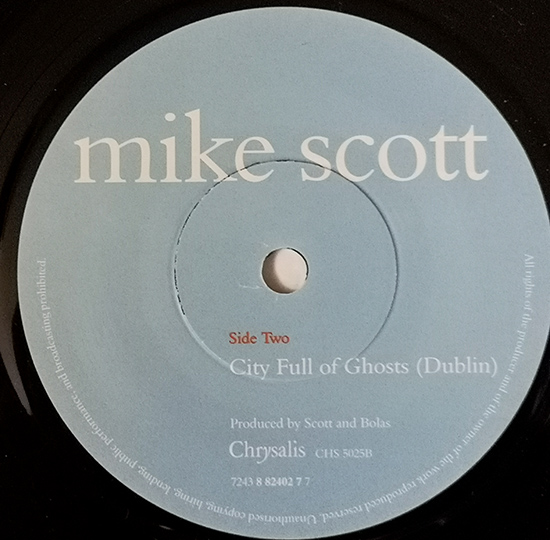 mike scott
Side Two
City Full of Ghosts (Dublin)
Produced by Scott and Bolas
Chrysalis CHS 5025B
7243 8 82402 7 7
All rights of the producer and of the owner of the work reproduced reserved. Unauthorised copying, hiring, lending, public performance, and broadcasting prohibited.